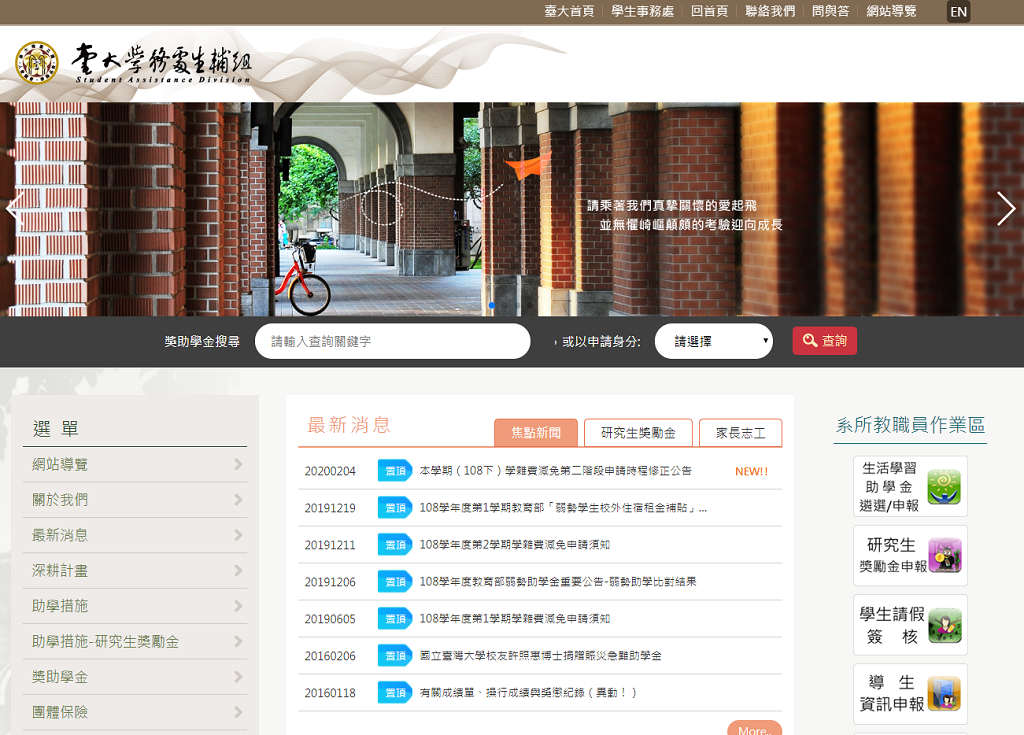 臺大首頁
學生事務處
回首頁
聯絡我們
問與答
網站導覽
EN
臺大學務處生輔組
Student Assistance Division
請乘著我們真摯關懷的愛起飛
並無懼崎嶇顛頗的考驗迎向成長
獎助學金搜尋
請輸入查詢關鍵字
，或以申請身分:
請選擇
查詢
選 單
網站導覽
關於我們
最新消息
深耕計畫
助學措施
助學措施-研究生獎勵金
獎助學金
團體保險
最新消息
焦點新聞
研究生獎勵金
家長志工
20200204 置頂 本學期（108下）學雜費減免第二階段申請時程修正公告 NEW!!
20191219 置頂 108學年度第1學期教育部「弱勢學生校外住宿租金補貼」...
20191211 置頂 108學年度第2學期學雜費減免申請須知
20191206 置頂 108學年度教育部弱勢助學金重要公告-弱勢助學比對結果
20190605 置頂 108學年度第1學期學雜費減免申請須知
20160206 置頂 國立臺灣大學校友許照惠博士捐贈賑災急難助學金
20160118 置頂 有關成績單、操行成績與獎懲紀錄（異動！）
More..
系所教職員作業區
生活學習
助 學 金
遴選/申報
研究生
獎勵金申報
學生請假
簽 核
導 生
資訊申報